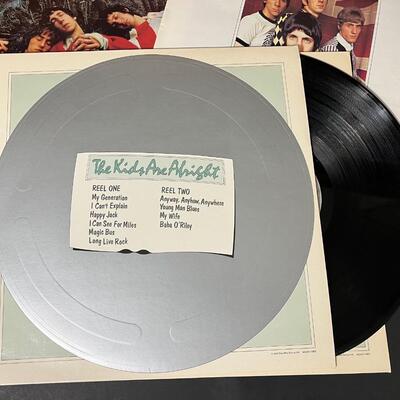 The Kids Are Alright
REEL ONE
My Generation
I Can't Explain
Happy Jack
I Can See For Miles
Magic Bus
Long Live Rock
REEL TWO
Anyway, Anyhow, Anywhere
Young Man Blues
My Wife
Baba O'Riley